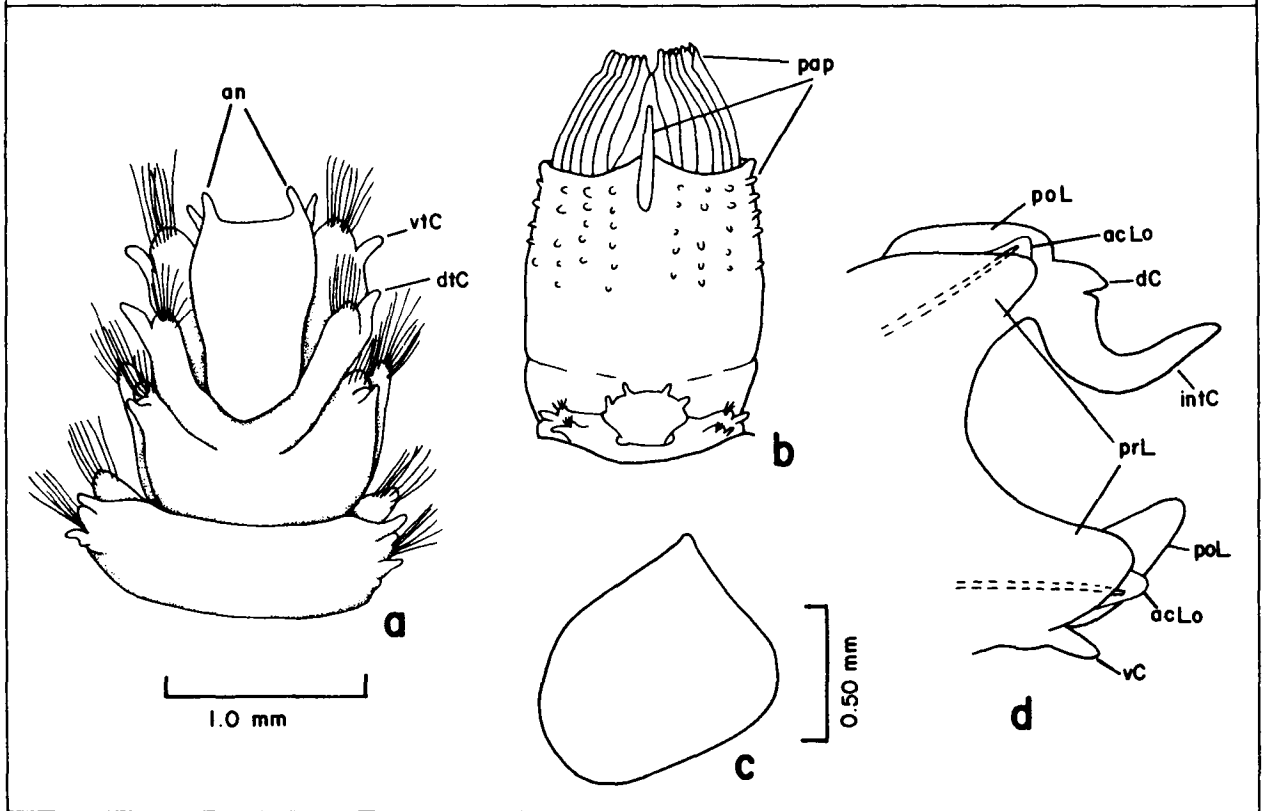 an
vtC
dtC
a
1.0 mm
pap
b
c
0.50 mm
poL
acLo
dC
intC
prL
poL
acLo
vC
d